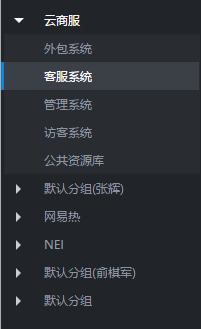 云商服
外包系统
客服系统
管理系统
访客系统
公共资源库
默认分组(张辉)
网易热
NEI
默认分组(俞棋军)
默认分组